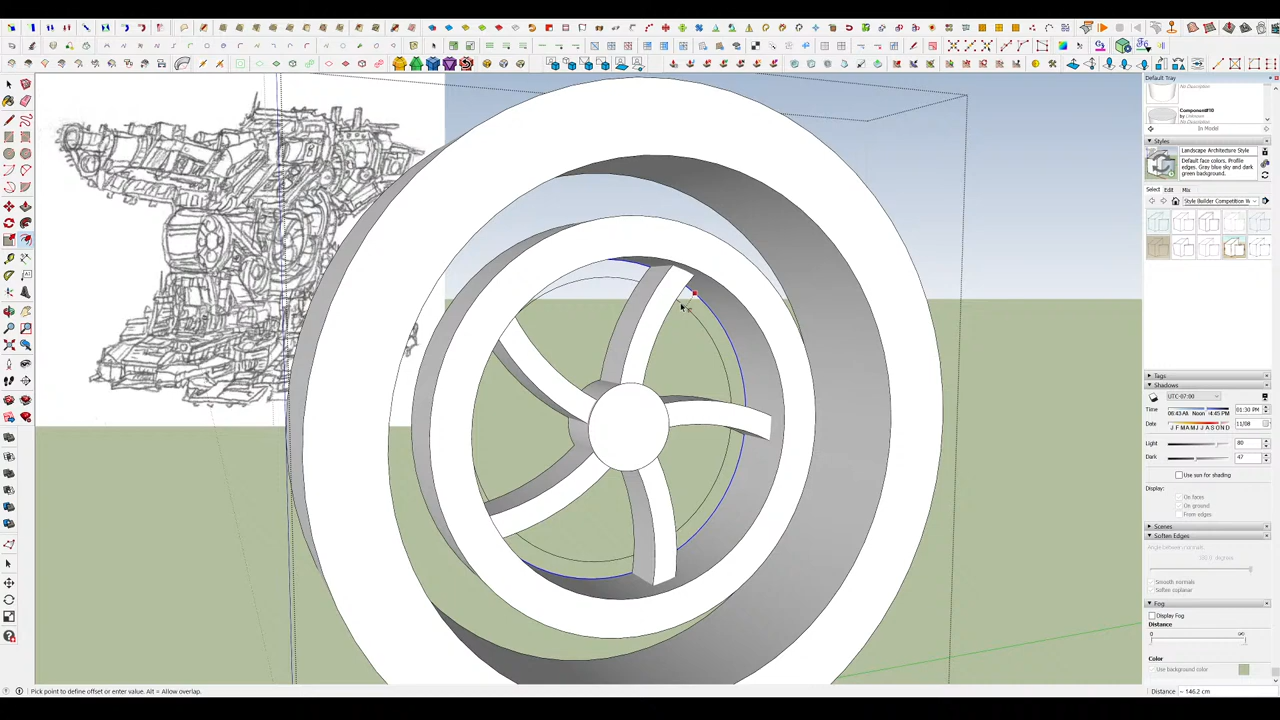 Default Tray
No Description
Component#18
by Unknown
No Description
In Model
Styles
Landscape Architecture Style
Default face colors. Profile
edges. Gray blue sky and dark
green background.
Select Edit Mix
Style Builder Competition W
Tags
Shadows
UTC-07:00
Time 06:43 AM Noon 4:45 PM 01:30 PM
Date J F M A M J J A S O N D 11/08
Light 80
Dark 47
Use sun for shading
Display:
On faces
On ground
From edges
Scenes
Soften Edges
Angle between normals:
Smooth normals
Soften coplanar
Fog
Display Fog
Distance
0 ∞
Color
Use background color
Pick point to define offset or enter value. Alt = Allow overlap.
Distance ~ 146.2 cm